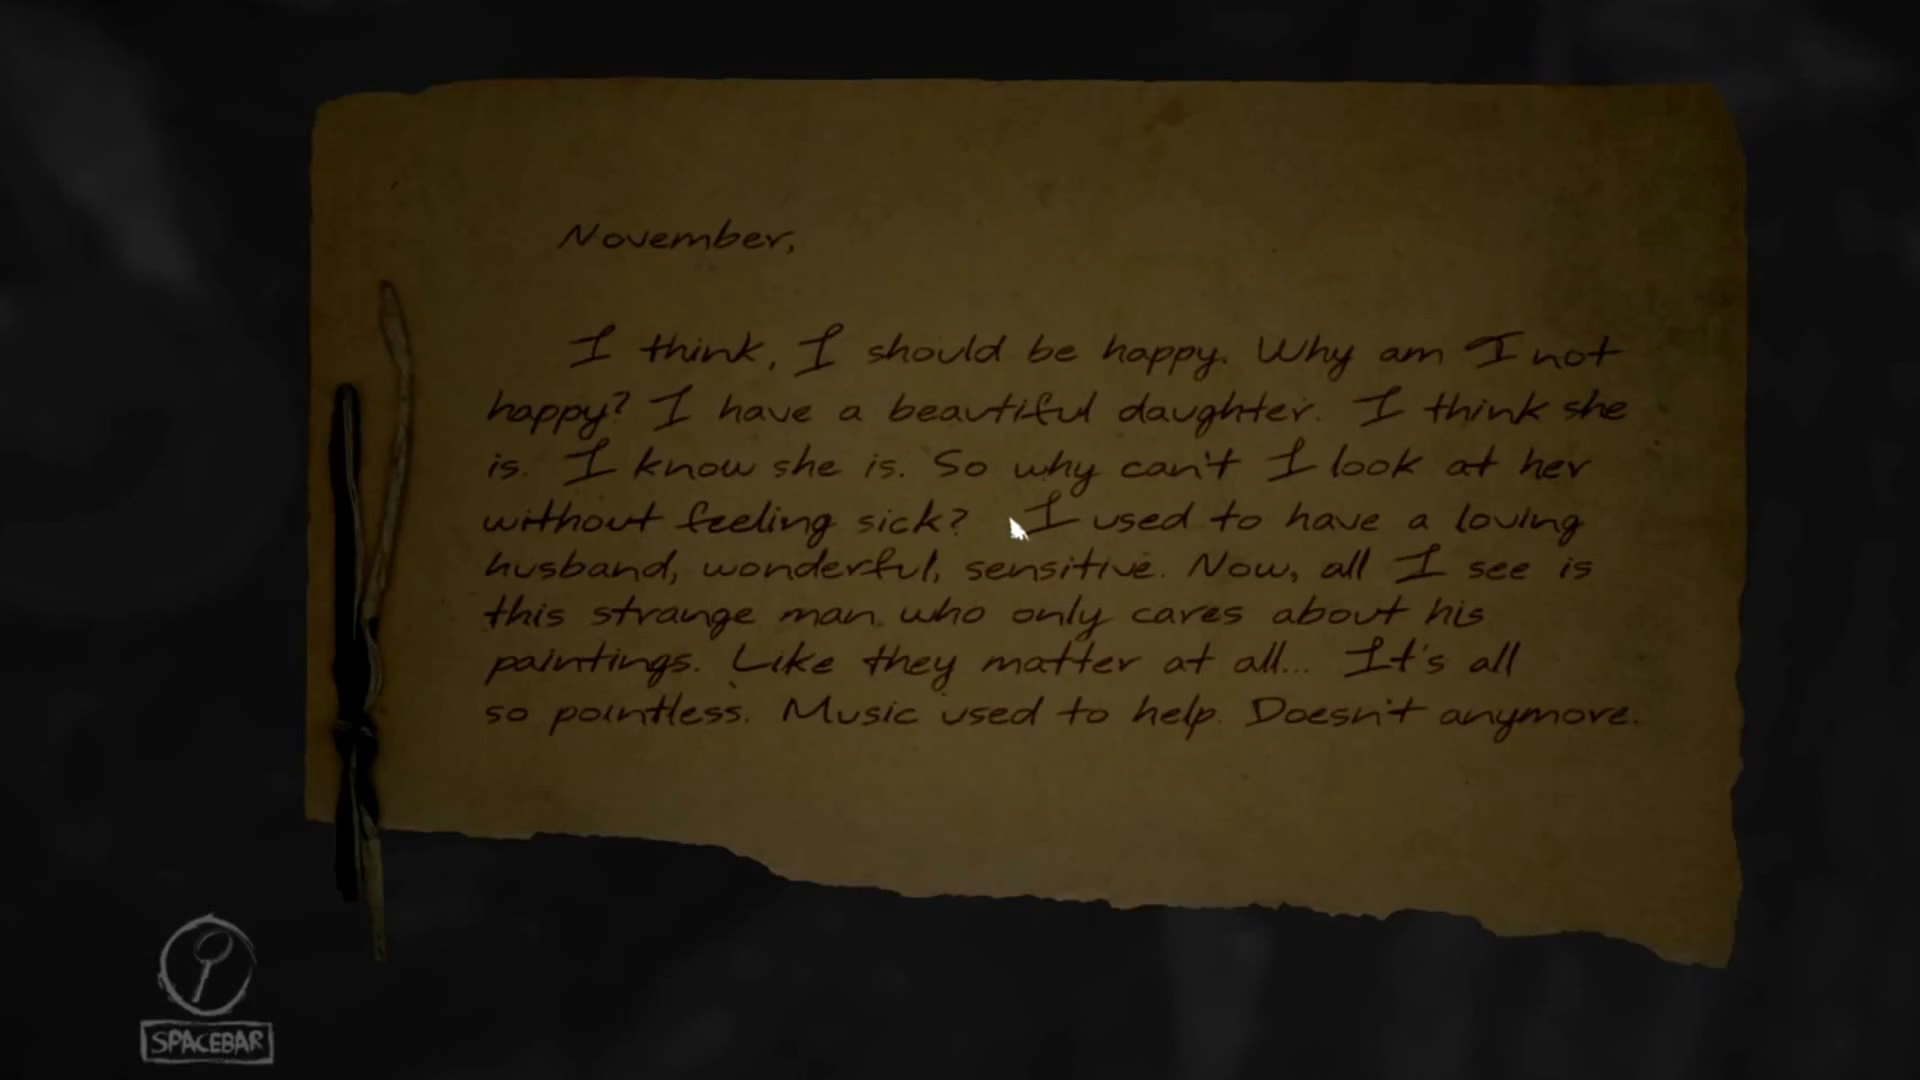 November,
I think, I should be happy. Why am I not
happy? I have a beautiful daughter. I think she
is. I know she is. So why can't I look at her
without feeling sick? I used to have a loving
husband, wonderful, sensitive. Now, all I see is
this strange man who only cares about his
paintings. Like they matter at all... It's all
so pointless. Music used to help. Doesn't anymore.
SPACEBAR